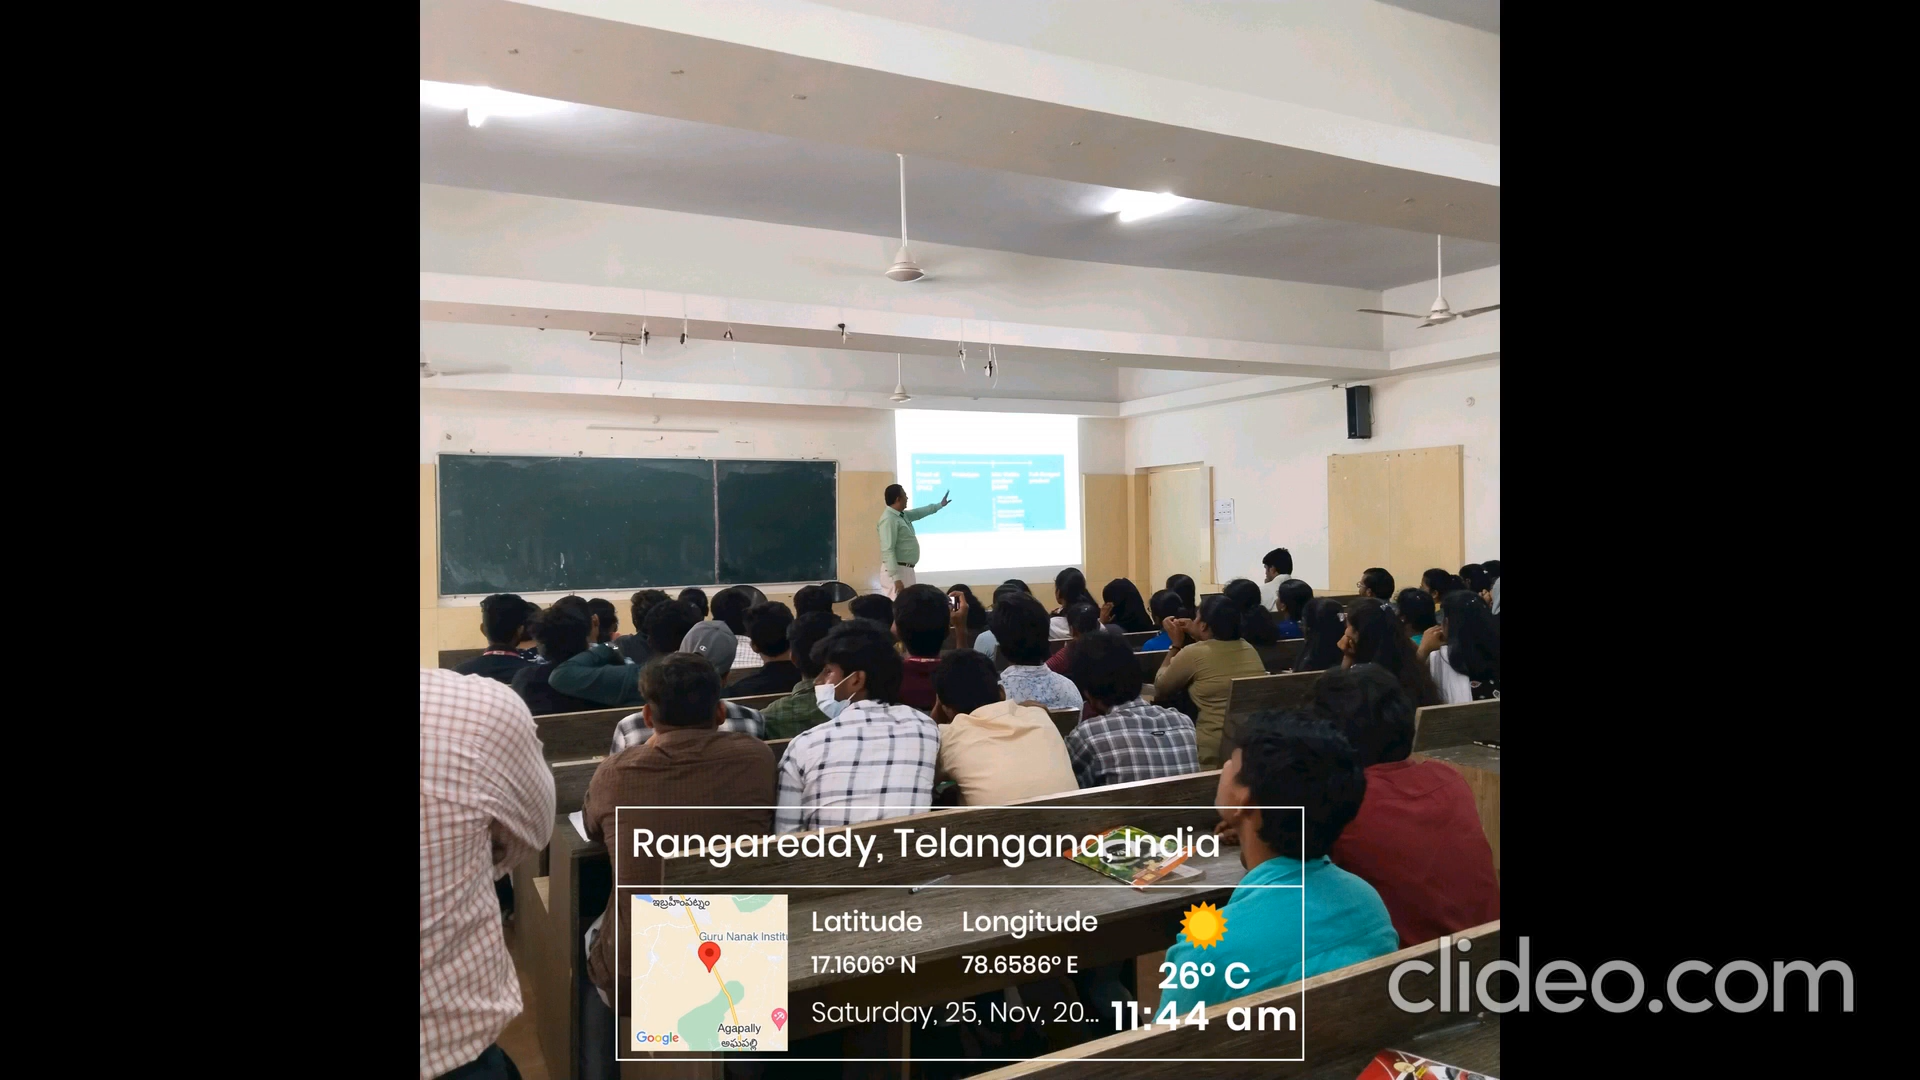 Rangareddy, Telangana, India
ఇబ్రహీంపట్నం
Guru Nanak Institu
Agapally
అఘపల్లి
Google
Latitude Longitude
17.1606° N 78.6586° E
26° C
Saturday, 25, Nov, 20... 11:44 am
clideo.com